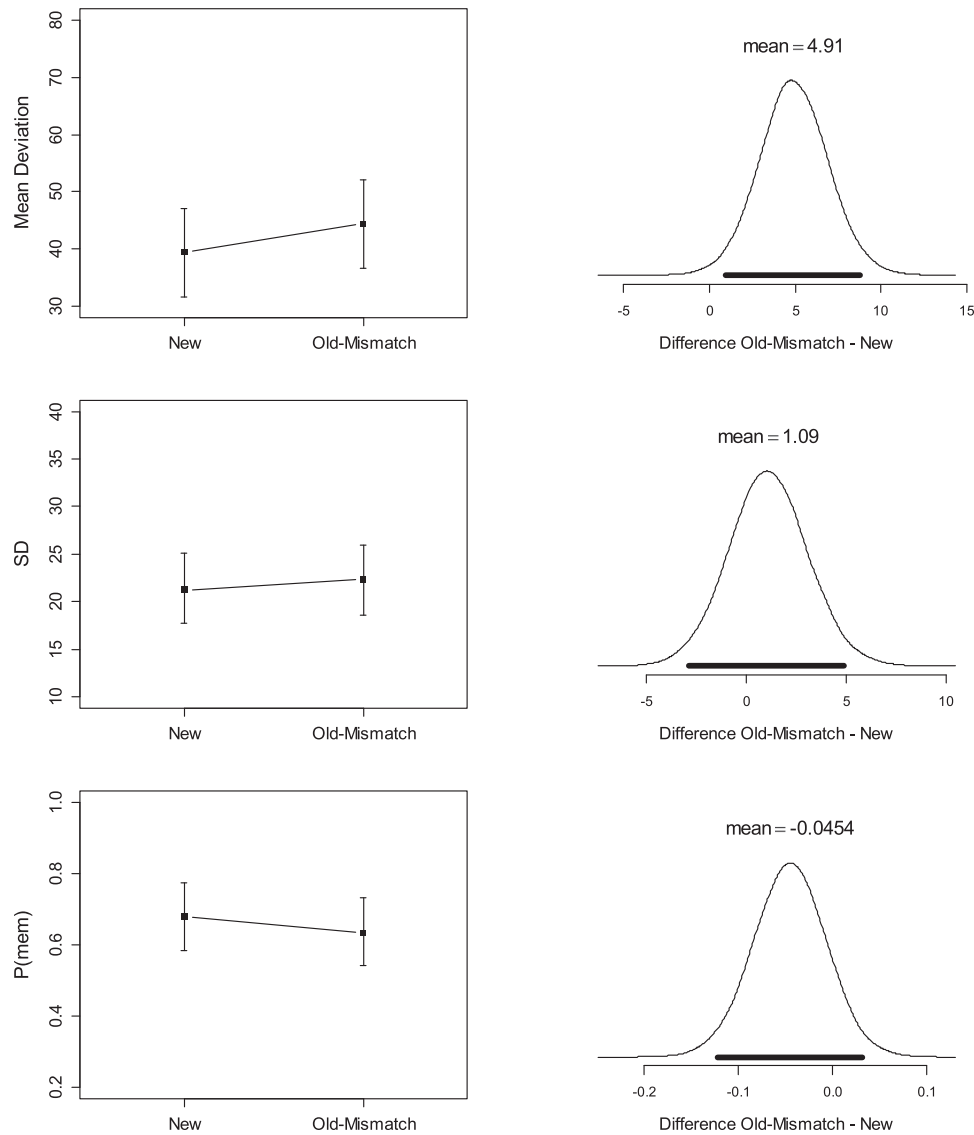 Mean Deviation
80
70
60
50
40
30
New
Old-Mismatch
mean = 4.91
-5
0
5
10
15
Difference Old-Mismatch - New
SD
40
35
30
25
20
15
10
New
Old-Mismatch
mean = 1.09
-5
0
5
10
Difference Old-Mismatch - New
P(mem)
1.0
0.8
0.6
0.4
0.2
New
Old-Mismatch
mean = -0.0454
-0.2
-0.1
0.0
0.1
Difference Old-Mismatch - New